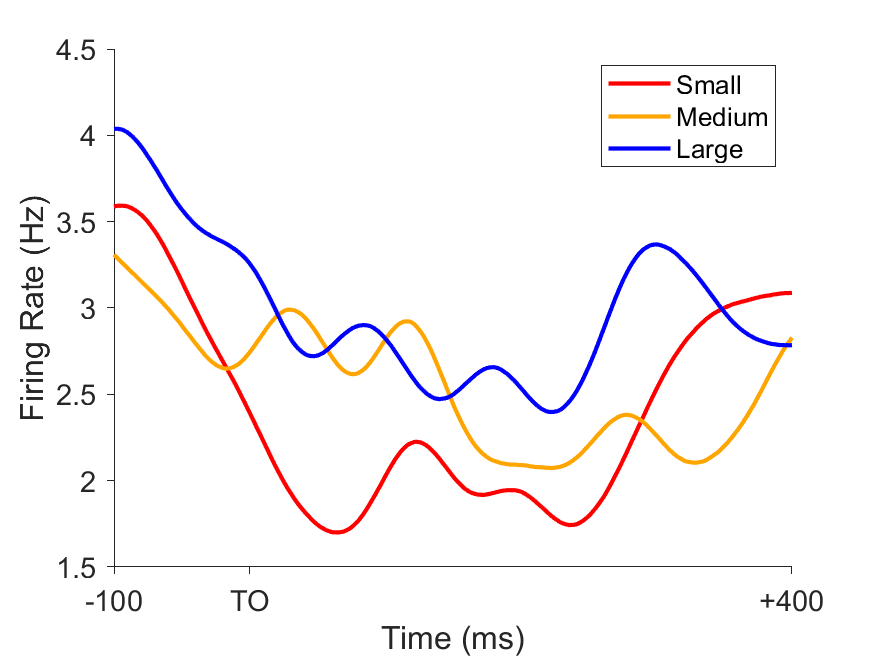 4.5
4
3.5
3
2.5
2
1.5
Firing Rate (Hz)
Small
Medium
Large
-100
TO
+400
Time (ms)